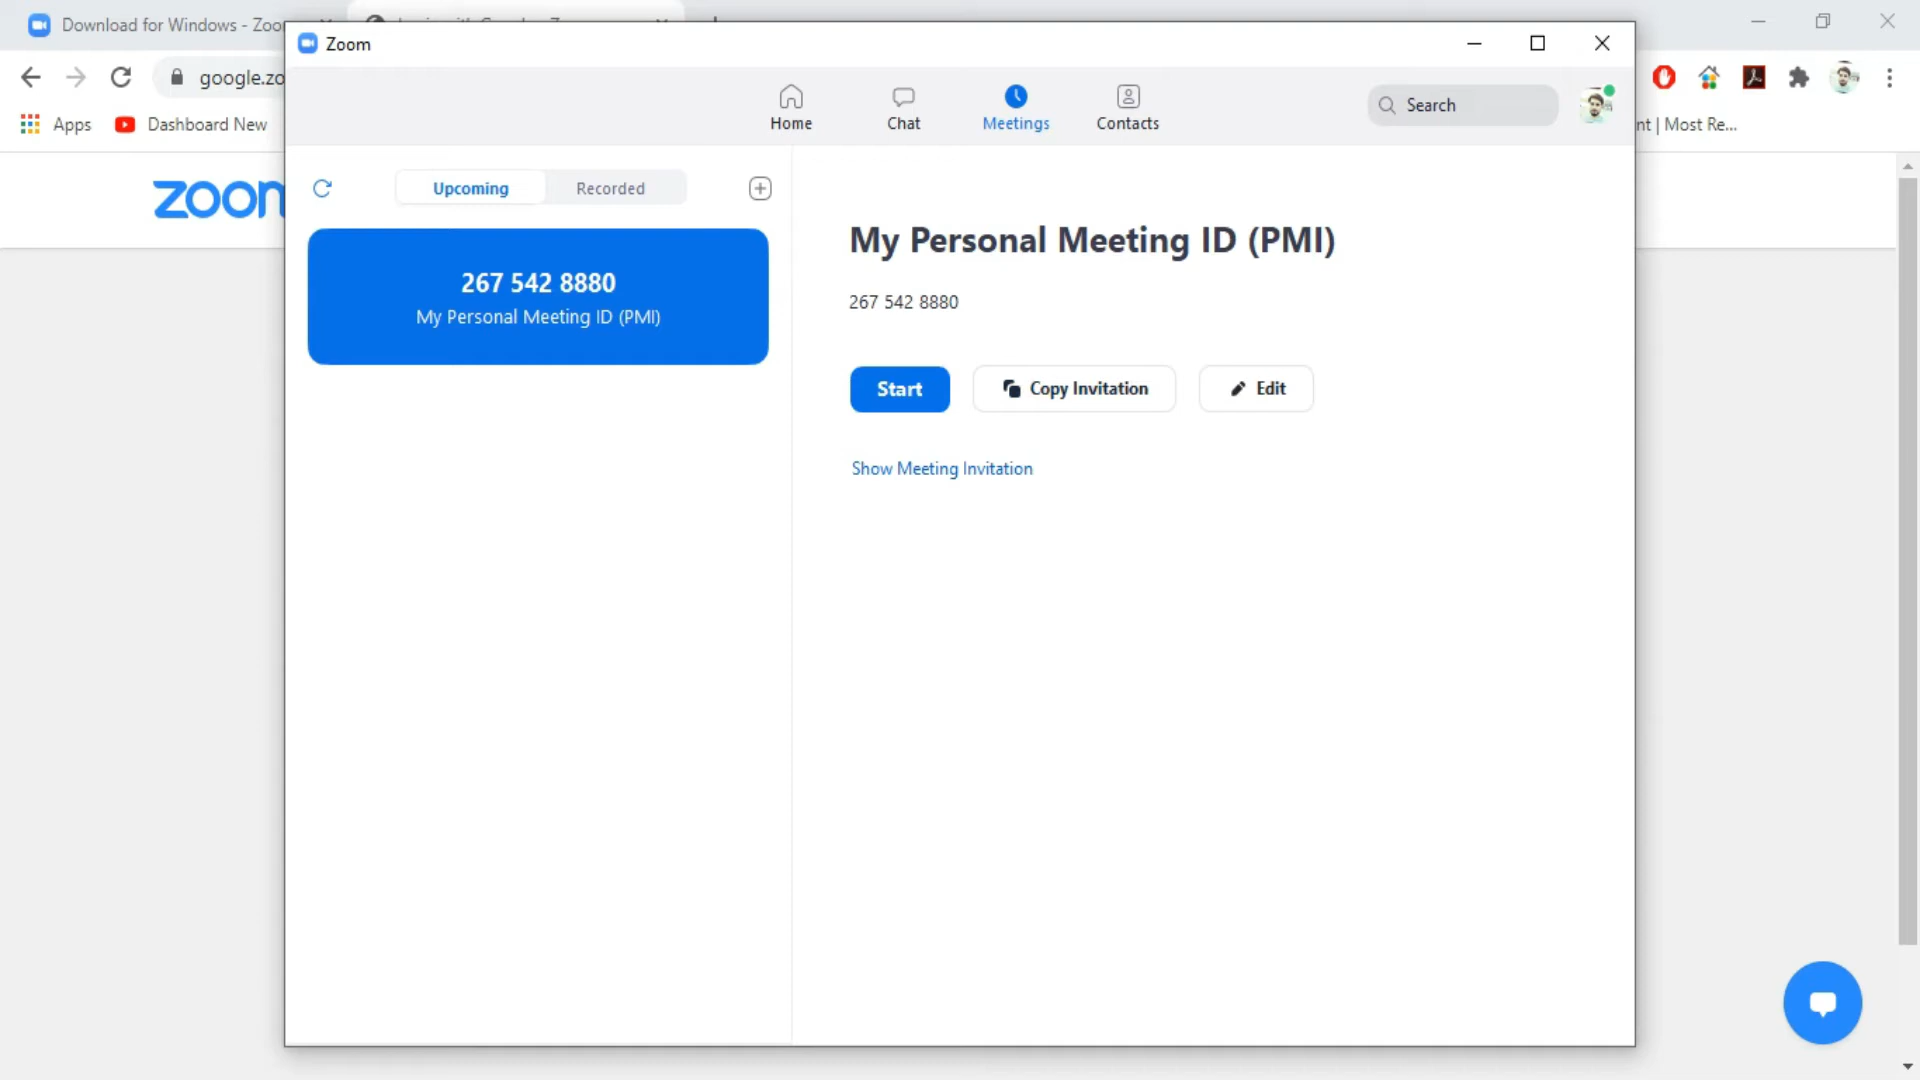 Download for Windows - Zoo
Zoom
google.zo
Home
Chat
Meetings
Contacts
Search
Apps
Dashboard New
nt | Most Re...
zoom
Upcoming
Recorded
267 542 8880
My Personal Meeting ID (PMI)
My Personal Meeting ID (PMI)
267 542 8880
Start
Copy Invitation
Edit
Show Meeting Invitation